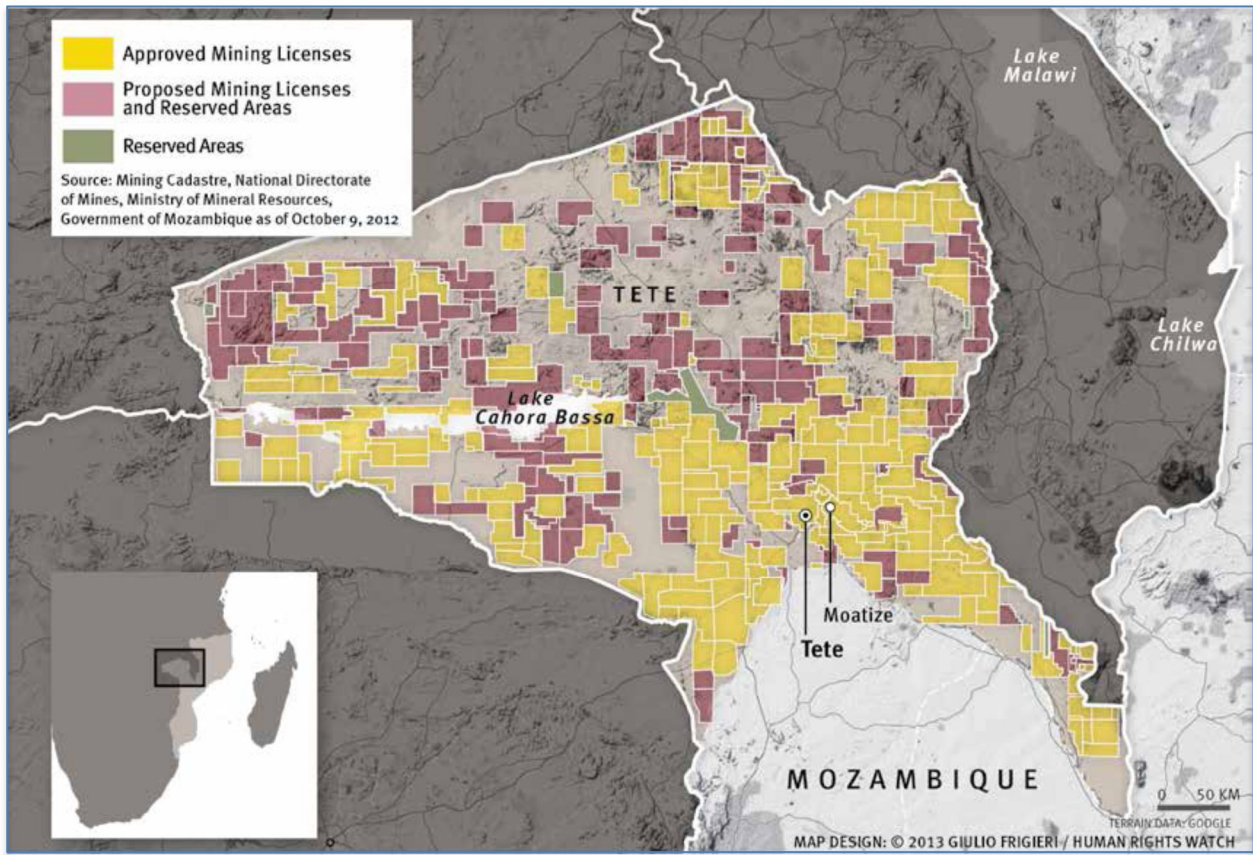 Approved Mining Licenses
Proposed Mining Licenses
and Reserved Areas
Reserved Areas
Source: Mining Cadastre, National Directorate
of Mines, Ministry of Mineral Resources,
Government of Mozambique as of October 9, 2012
Lake
Malawi
TETE
Lake
Chilwa
Lake
Cahora Bassa
Moatize
Tete
MOZAMBIQUE
0 50 KM
TERRAIN DATA: GOOGLE
MAP DESIGN: © 2013 GIULIO FRIGIERI / HUMAN RIGHTS WATCH